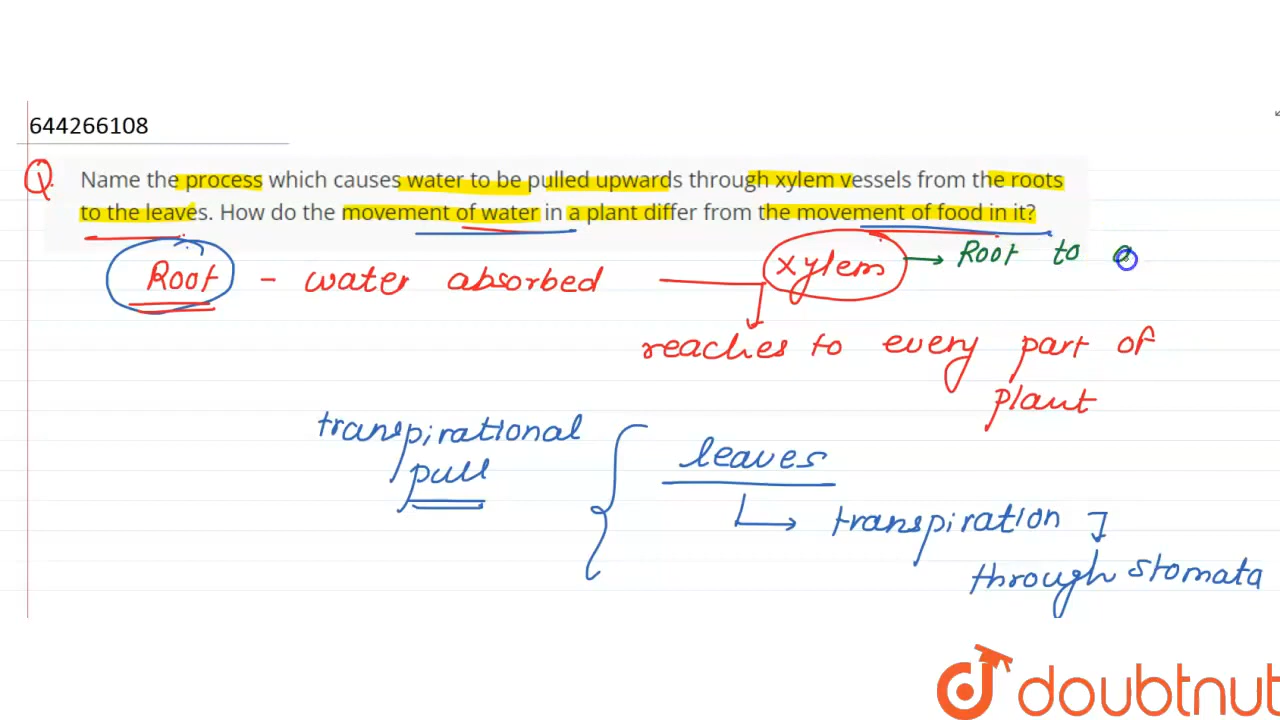 644266108
Q. Name the process which causes water to be pulled upwards through xylem vessels from the roots
to the leaves. How do the movement of water in a plant differ from the movement of food in it?
Root - water absorbed xylem → Root to a
reaches to every part of
plant
transpirational
pull
leaves
transpiration
through stomata
doubtnut